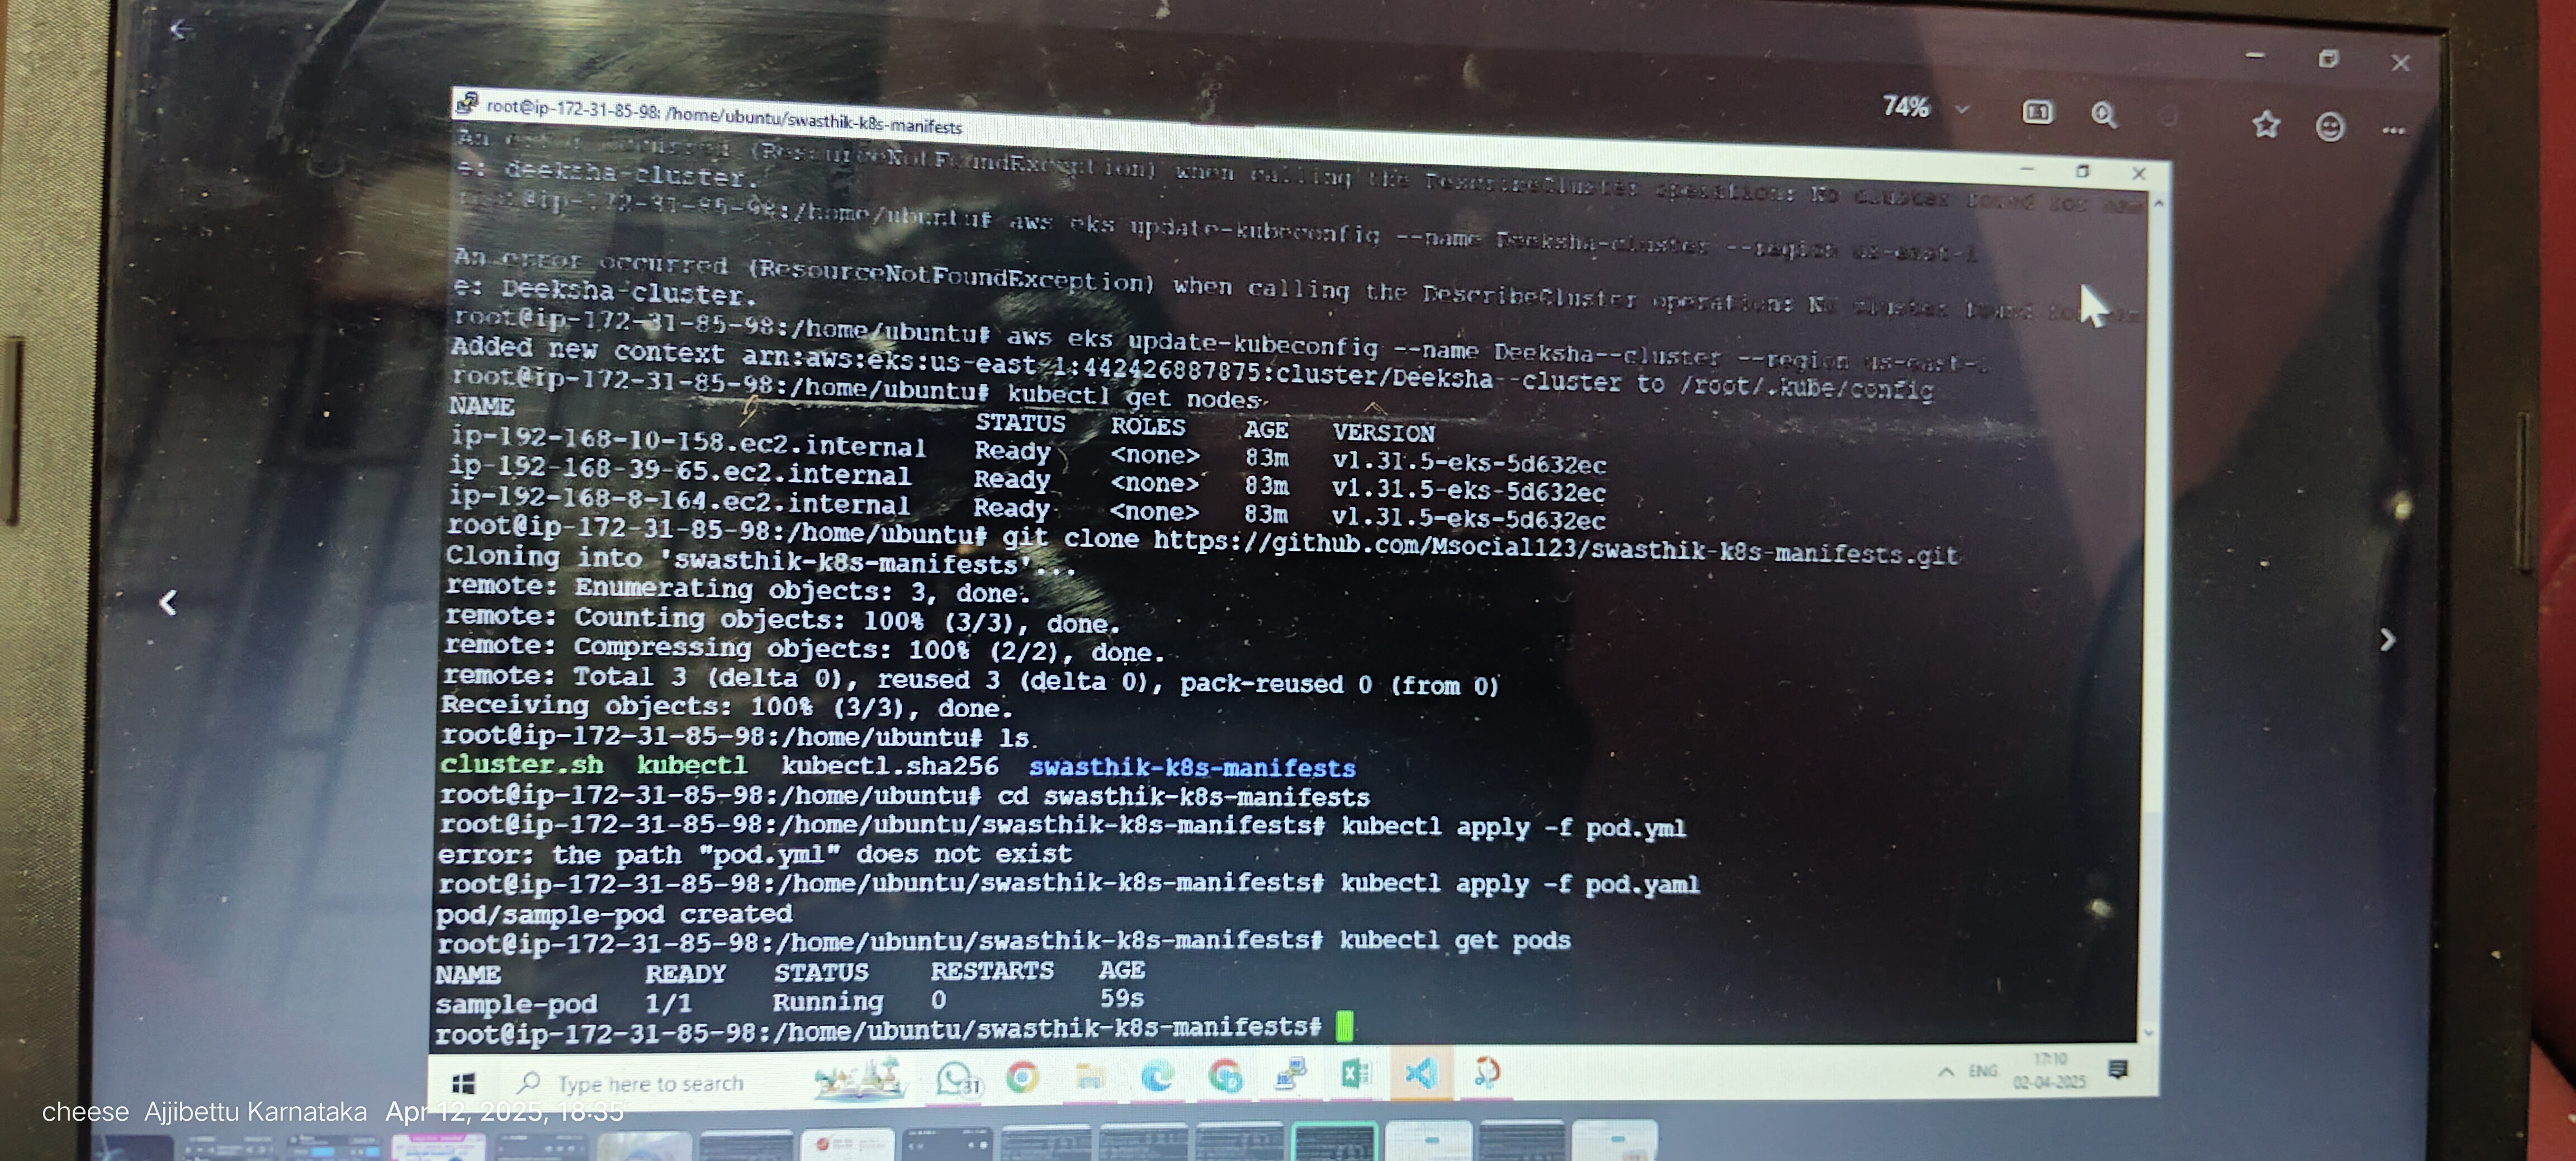 74%
root@ip-172-31-85-98: /home/ubuntu/swasthik-k8s-manifests
An error occurred (ResourceNotFoundException) when calling the DescribeCluster operation: No cluster found for nam
e: deeksha-cluster.
root@ip-172-31-85-98:/home/ubuntu# aws eks update-kubeconfig --name Deeksha-cluster --region us-east-1
An error occurred (ResourceNotFoundException) when calling the DescribeCluster operation: No cluster found for nam
e: Deeksha-cluster.
root@ip-172-31-85-98:/home/ubuntu# aws eks update-kubeconfig --name Deeksha--cluster --region us-east-
Added new context arn:aws:eks:us-east-1:442426887875:cluster/Deeksha--cluster to /root/.kube/config
root@ip-172-31-85-98:/home/ubuntu# kubectl get nodes
NAME STATUS ROLES AGE VERSION
ip-192-168-10-158.ec2.internal Ready <none> 83m v1.31.5-eks-5d632ec
ip-192-168-39-65.ec2.internal Ready <none> 83m v1.31.5-eks-5d632ec
ip-192-168-8-164.ec2.internal Ready <none> 83m v1.31.5-eks-5d632ec
root@ip-172-31-85-98:/home/ubuntu# git clone https://github.com/Msocial123/swasthik-k8s-manifests.git
Cloning into 'swasthik-k8s-manifests'...
remote: Enumerating objects: 3, done.
remote: Counting objects: 100% (3/3), done.
remote: Compressing objects: 100% (2/2), done.
remote: Total 3 (delta 0), reused 3 (delta 0), pack-reused 0 (from 0)
Receiving objects: 100% (3/3), done.
root@ip-172-31-85-98:/home/ubuntu# ls
cluster.sh kubectl kubectl.sha256 swasthik-k8s-manifests
root@ip-172-31-85-98:/home/ubuntu# cd swasthik-k8s-manifests
root@ip-172-31-85-98:/home/ubuntu/swasthik-k8s-manifests# kubectl apply -f pod.yml
error: the path "pod.yml" does not exist
root@ip-172-31-85-98:/home/ubuntu/swasthik-k8s-manifests# kubectl apply -f pod.yaml
pod/sample-pod created
root@ip-172-31-85-98:/home/ubuntu/swasthik-k8s-manifests# kubectl get pods
NAME READY STATUS RESTARTS AGE
sample-pod 1/1 Running 0 59s
root@ip-172-31-85-98:/home/ubuntu/swasthik-k8s-manifests#
Type here to search
31
ENG
17:10
02-04-2025
cheese Ajjibettu Karnataka Apr 12, 2025, 18:35